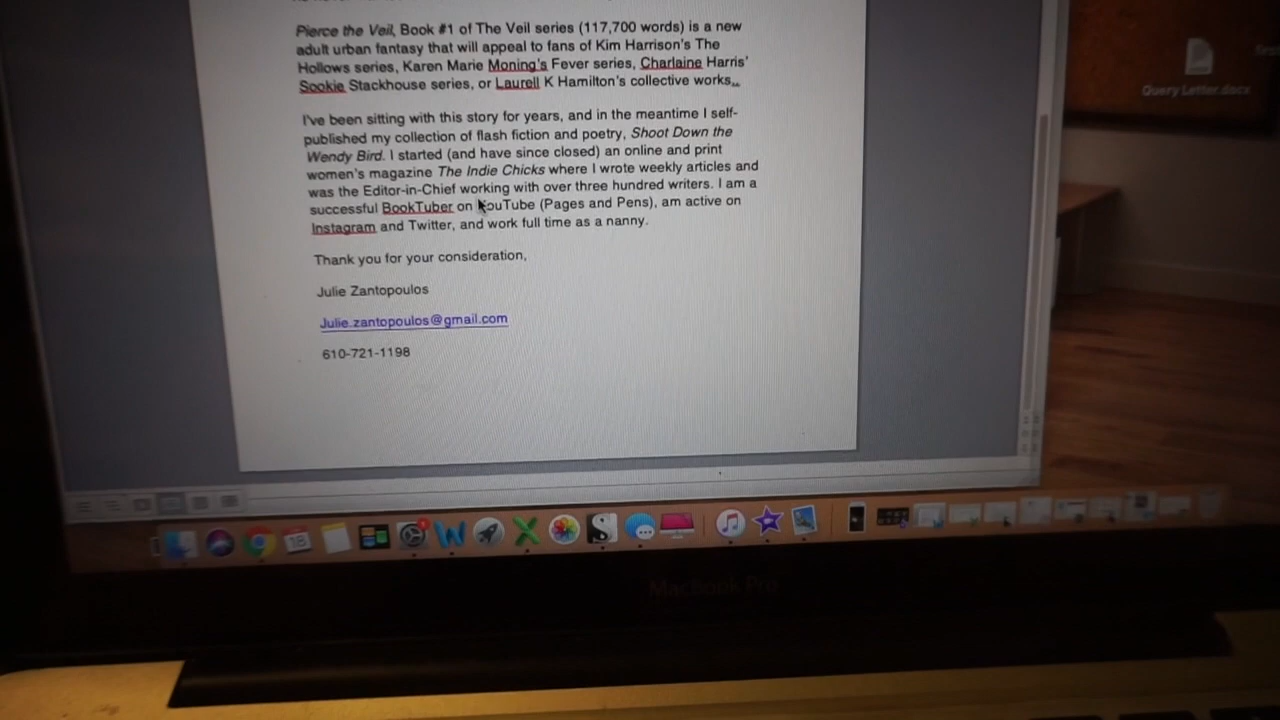 Pierce the Veil, Book #1 of The Veil series (117,700 words) is a new
adult urban fantasy that will appeal to fans of Kim Harrison's The
Hollows series, Karen Marie Moning's Fever series, Charlaine Harris'
Sookie Stackhouse series, or Laurell K Hamilton's collective works..
I've been sitting with this story for years, and in the meantime I self-
published my collection of flash fiction and poetry, Shoot Down the
Wendy Bird. I started (and have since closed) an online and print
women's magazine The Indie Chicks where I wrote weekly articles and
was the Editor-in-Chief working with over three hundred writers. I am a
successful BookTuber on YouTube (Pages and Pens), am active on
Instagram and Twitter, and work full time as a nanny.
Thank you for your consideration,
Julie Zantopoulos
Julie.zantopoulos@gmail.com
610-721-1198
Query Letter.docx
18
MacBook Pro